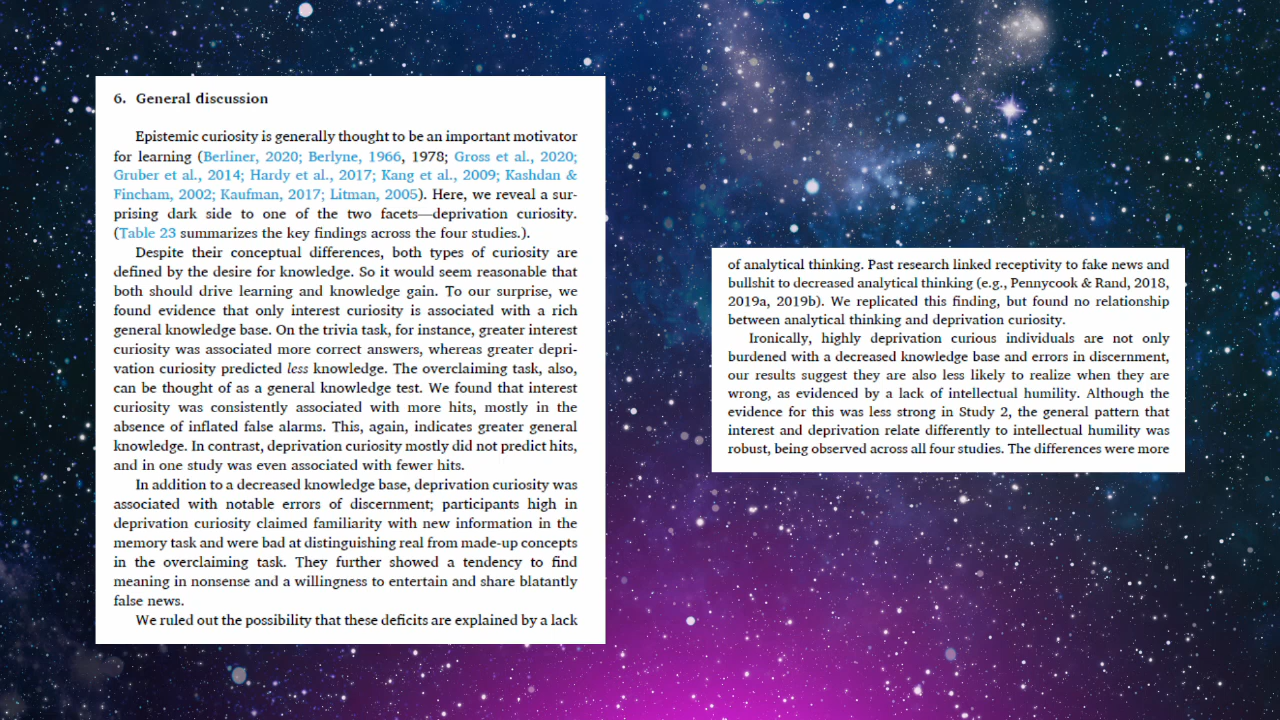 6. General discussion
Epistemic curiosity is generally thought to be an important motivator
for learning (Berliner, 2020; Berlyne, 1966, 1978; Gross et al., 2020;
Gruber et al., 2014; Hardy et al., 2017; Kang et al., 2009; Kashdan &
Fincham, 2002; Kaufman, 2017; Litman, 2005). Here, we reveal a sur-
prising dark side to one of the two facets—deprivation curiosity.
(Table 23 summarizes the key findings across the four studies.).
Despite their conceptual differences, both types of curiosity are
defined by the desire for knowledge. So it would seem reasonable that
both should drive learning and knowledge gain. To our surprise, we
found evidence that only interest curiosity is associated with a rich
general knowledge base. On the trivia task, for instance, greater interest
curiosity was associated more correct answers, whereas greater depri-
vation curiosity predicted less knowledge. The overclaiming task, also,
can be thought of as a general knowledge test. We found that interest
curiosity was consistently associated with more hits, mostly in the
absence of inflated false alarms. This, again, indicates greater general
knowledge. In contrast, deprivation curiosity mostly did not predict hits,
and in one study was even associated with fewer hits.
In addition to a decreased knowledge base, deprivation curiosity was
associated with notable errors of discernment; participants high in
deprivation curiosity claimed familiarity with new information in the
memory task and were bad at distinguishing real from made-up concepts
in the overclaiming task. They further showed a tendency to find
meaning in nonsense and a willingness to entertain and share blatantly
false news.
We ruled out the possibility that these deficits are explained by a lack
of analytical thinking. Past research linked receptivity to fake news and
bullshit to decreased analytical thinking (e.g., Pennycook & Rand, 2018,
2019a, 2019b). We replicated this finding, but found no relationship
between analytical thinking and deprivation curiosity.
Ironically, highly deprivation curious individuals are not only
burdened with a decreased knowledge base and errors in discernment,
our results suggest they are also less likely to realize when they are
wrong, as evidenced by a lack of intellectual humility. Although the
evidence for this was less strong in Study 2, the general pattern that
interest and deprivation relate differently to intellectual humility was
robust, being observed across all four studies. The differences were more